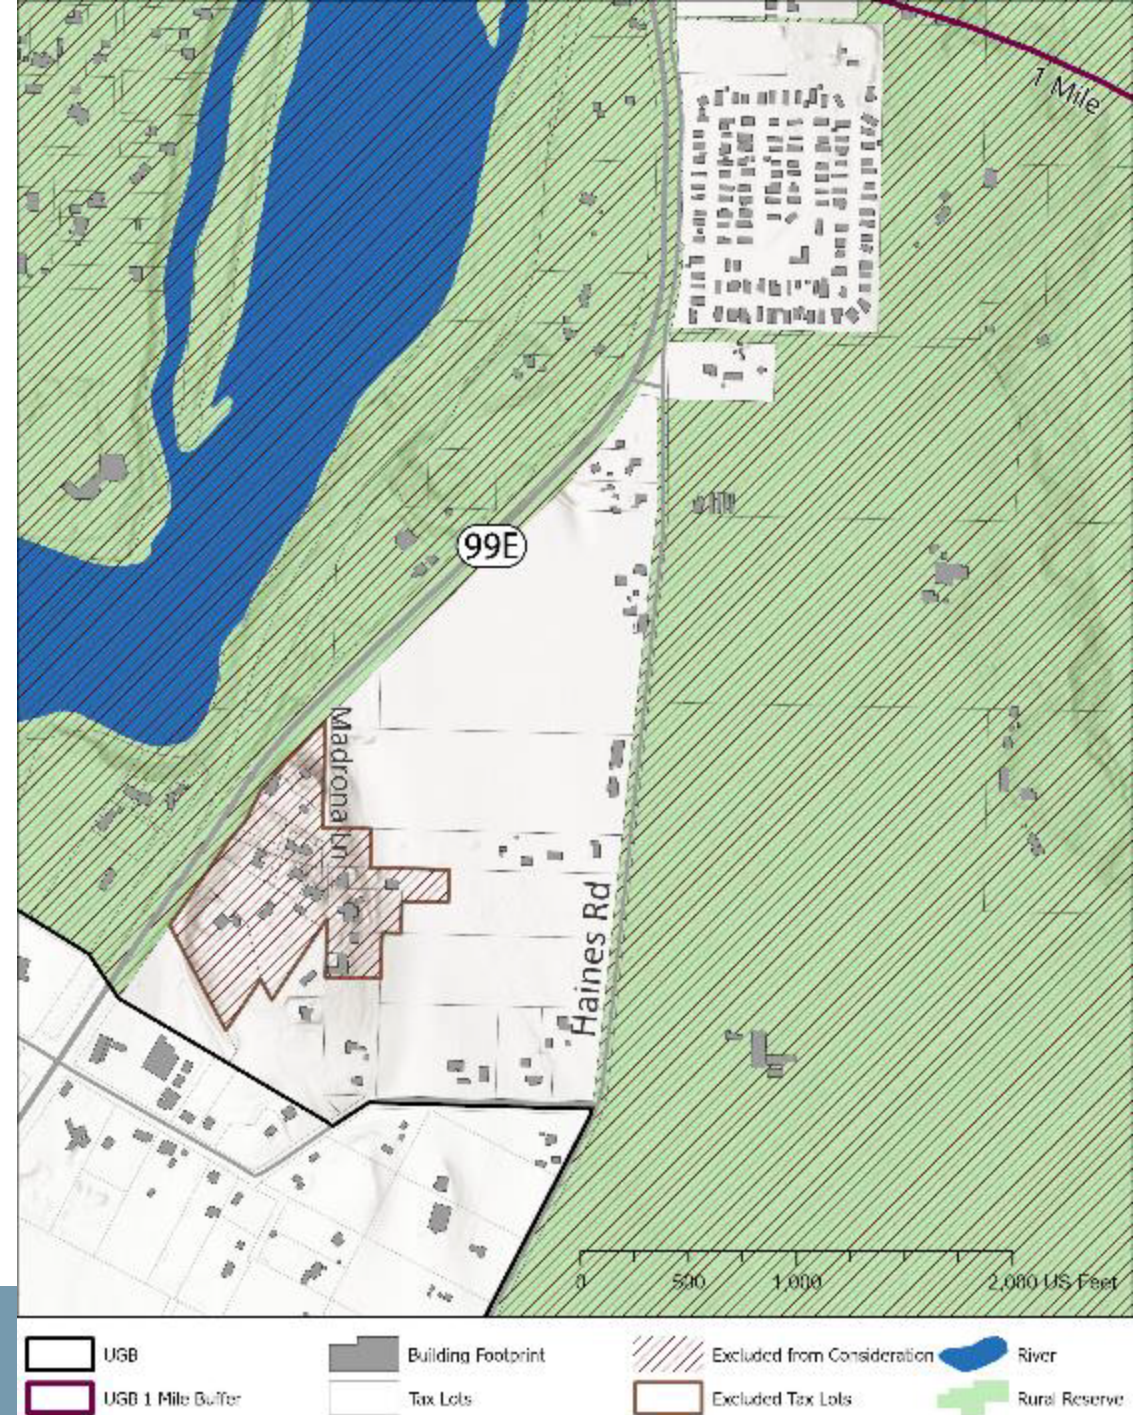 1 Mile
99E
Madrona Ln
Haines Rd
0 500 1,000 2,000 US Feet
UGB
Building Footprint
Excluded from Consideration
River
UGB 1 Mile Buffer
Tax Lots
Excluded Tax Lots
Rural Reserve